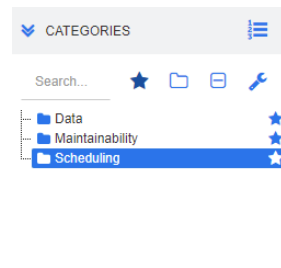 CATEGORIES
Search...
Data
Maintainability
Scheduling